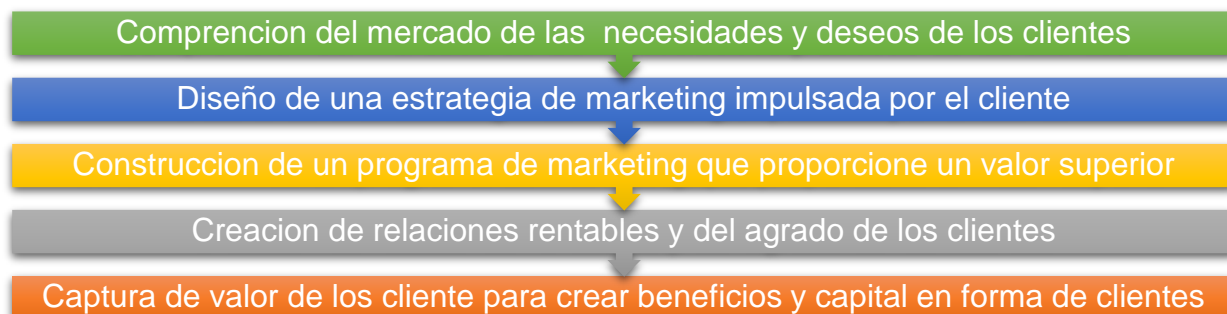 Comprencion del mercado de las  necesidades y deseos de los clientes
Diseño de una estrategia de marketing impulsada por el cliente
Construccion de un programa de marketing que proporcione un valor superior
Creacion de relaciones rentables y del agrado de los clientes
Captura de valor de los cliente para crear beneficios y capital en forma de clientes